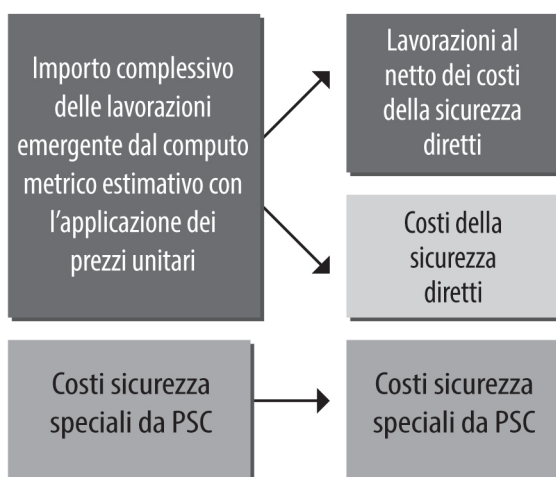 Importo complessivo
delle lavorazioni
emergente dal computo
metrico estimativo con
l’applicazione dei
prezzi unitari
Lavorazioni al
netto dei costi
della sicurezza
diretti
Costi della
sicurezza
diretti
Costi sicurezza
speciali da PSC
Costi sicurezza
speciali da PSC